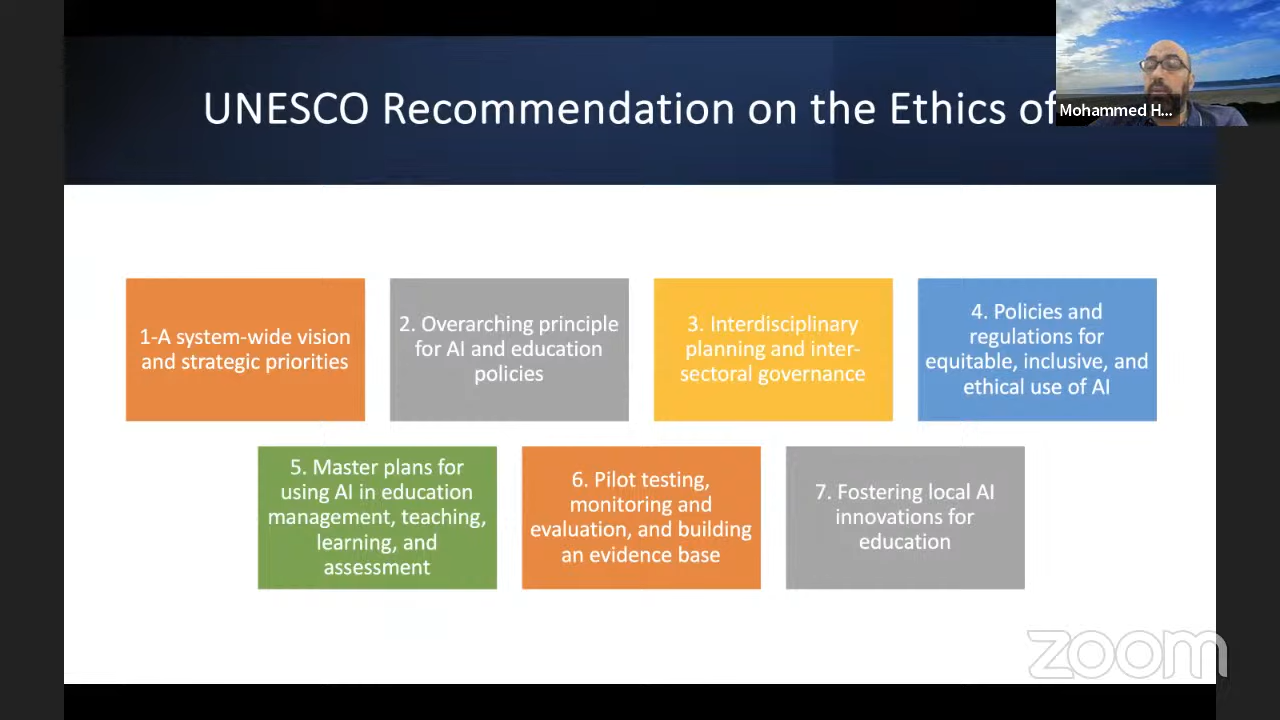 UNESCO Recommendation on the Ethics of
Mohammed H...
1-A system-wide vision
and strategic priorities
2. Overarching principle
for AI and education
policies
3. Interdisciplinary
planning and inter-
sectoral governance
4. Policies and
regulations for
equitable, inclusive, and
ethical use of AI
5. Master plans for
using AI in education
management, teaching,
learning, and
assessment
6. Pilot testing,
monitoring and
evaluation, and building
an evidence base
7. Fostering local AI
innovations for
education
zoom